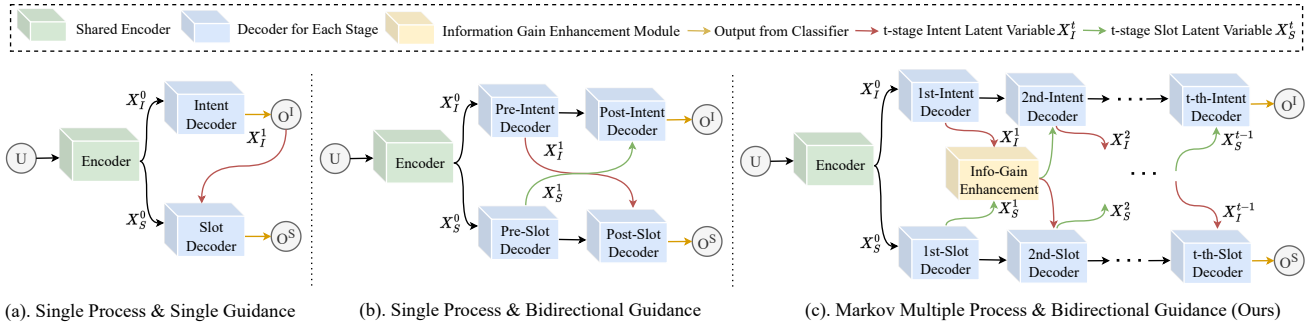 Shared Encoder Decoder for Each Stage Information Gain Enhancement Module Output from Classifier t-stage Intent Latent Variable X_I^t t-stage Slot Latent Variable X_S^t
U
Encoder
X_I^0
X_S^0
Intent
Decoder
O^I
X_I^1
Slot
Decoder
O^S
(a). Single Process & Single Guidance
U
Encoder
X_I^0
X_S^0
Pre-Intent
Decoder
Post-Intent
Decoder
O^I
X_I^1
X_S^1
Pre-Slot
Decoder
Post-Slot
Decoder
O^S
(b). Single Process & Bidirectional Guidance
U
Encoder
X_I^0
X_S^0
1st-Intent
Decoder
2nd-Intent
Decoder
· · ·
t-th-Intent
Decoder
O^I
X_I^1
X_I^2
X_S^{t-1}
Info-Gain
Enhancement
· · ·
X_S^1
X_S^2
X_I^{t-1}
1st-Slot
Decoder
2nd-Slot
Decoder
· · ·
t-th-Slot
Decoder
O^S
(c). Markov Multiple Process & Bidirectional Guidance (Ours)